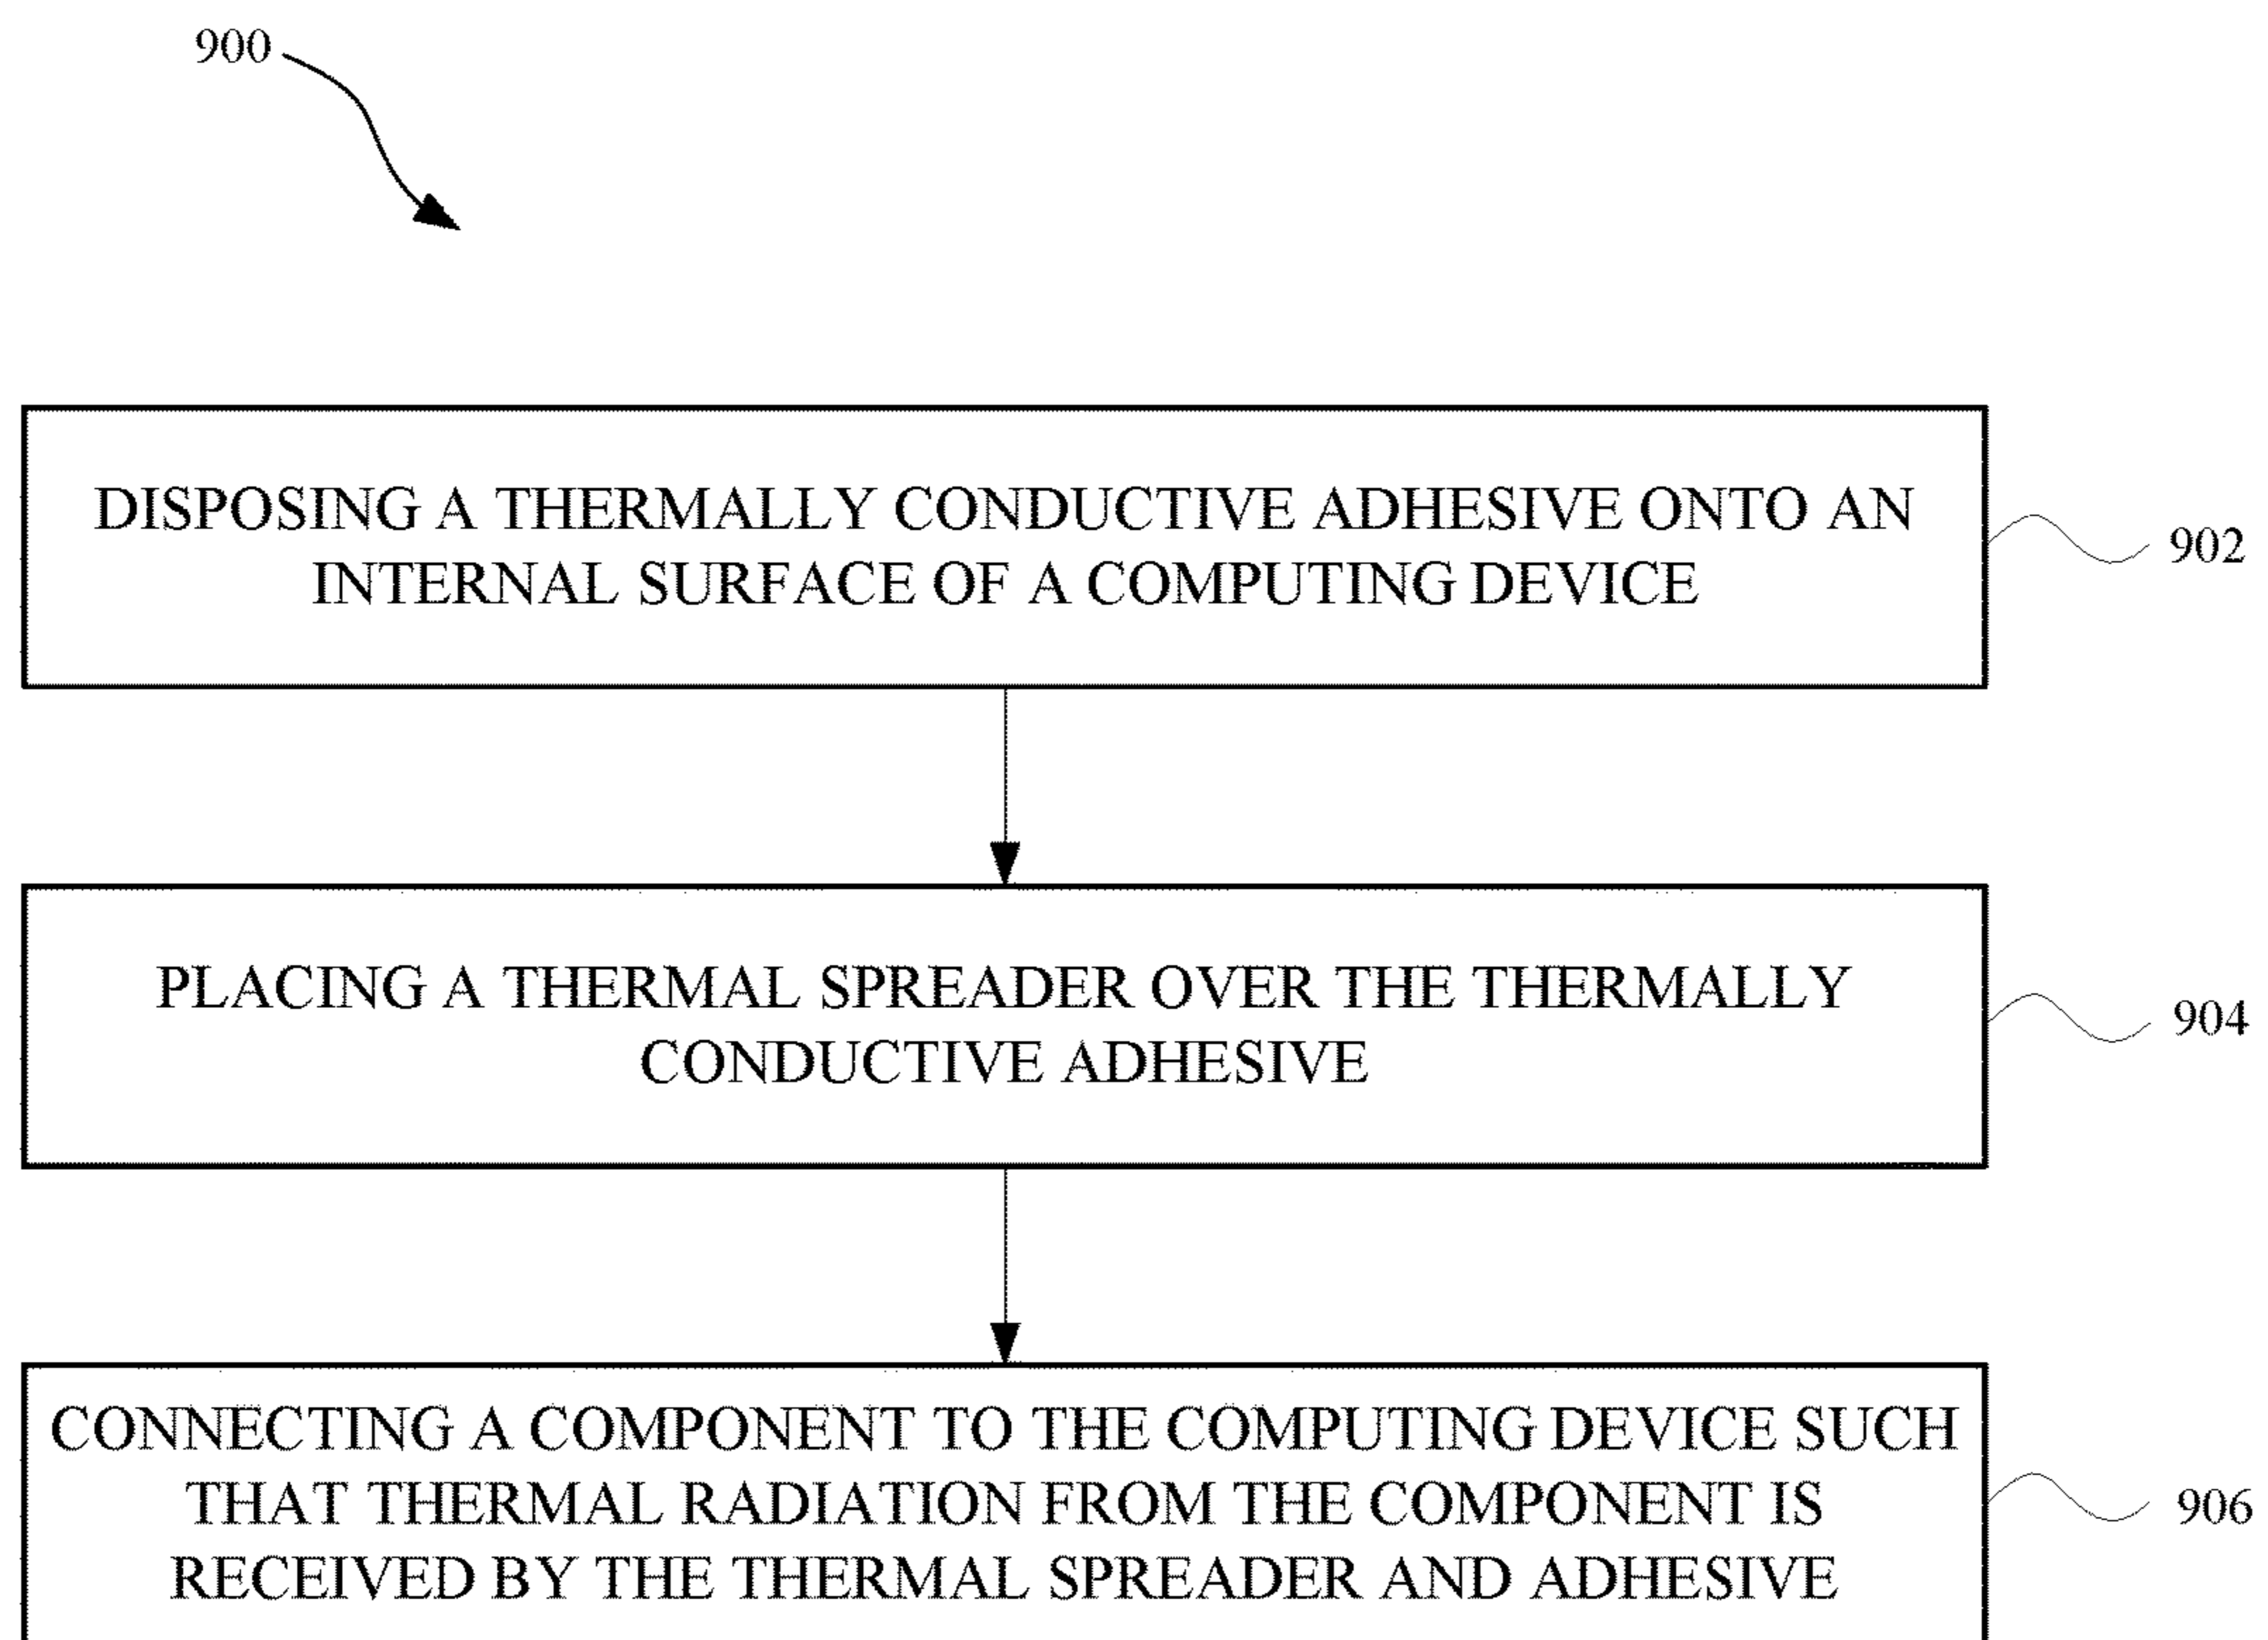 900
DISPOSING A THERMALLY CONDUCTIVE ADHESIVE ONTO AN
INTERNAL SURFACE OF A COMPUTING DEVICE
902
PLACING A THERMAL SPREADER OVER THE THERMALLY
CONDUCTIVE ADHESIVE
904
CONNECTING A COMPONENT TO THE COMPUTING DEVICE SUCH
THAT THERMAL RADIATION FROM THE COMPONENT IS
RECEIVED BY THE THERMAL SPREADER AND ADHESIVE
906